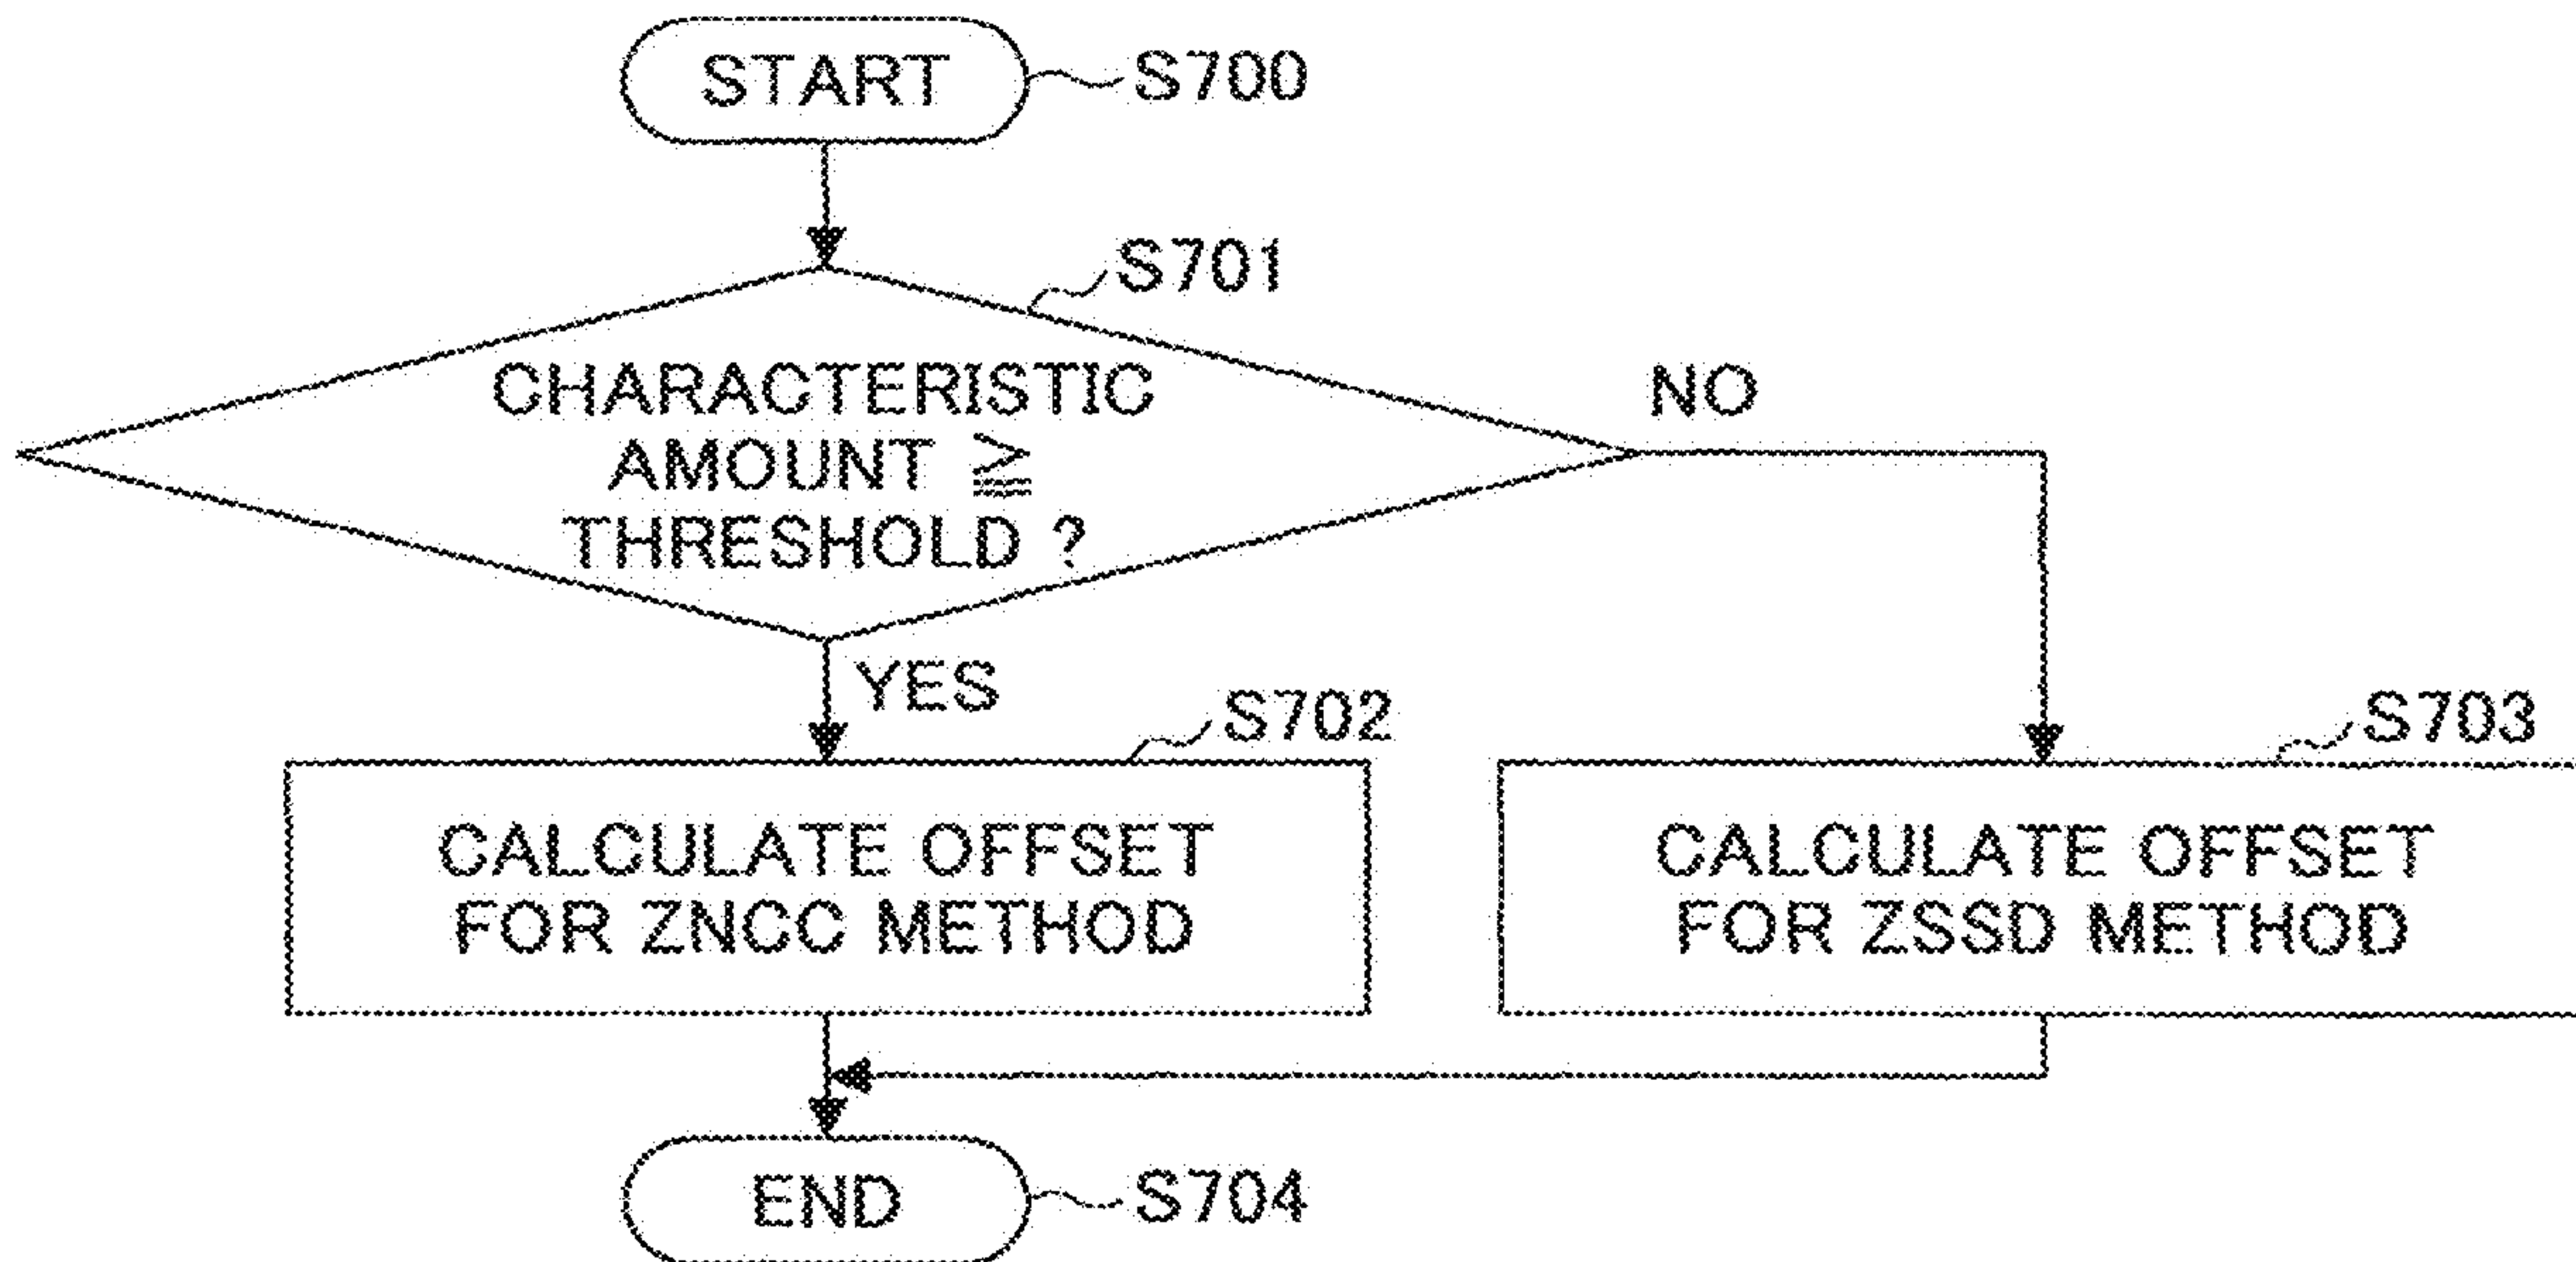 START
S700
S701
CHARACTERISTIC
AMOUNT ≧
THRESHOLD ?
NO
YES
S702
CALCULATE OFFSET
FOR ZNCC METHOD
S703
CALCULATE OFFSET
FOR ZSSD METHOD
END
S704